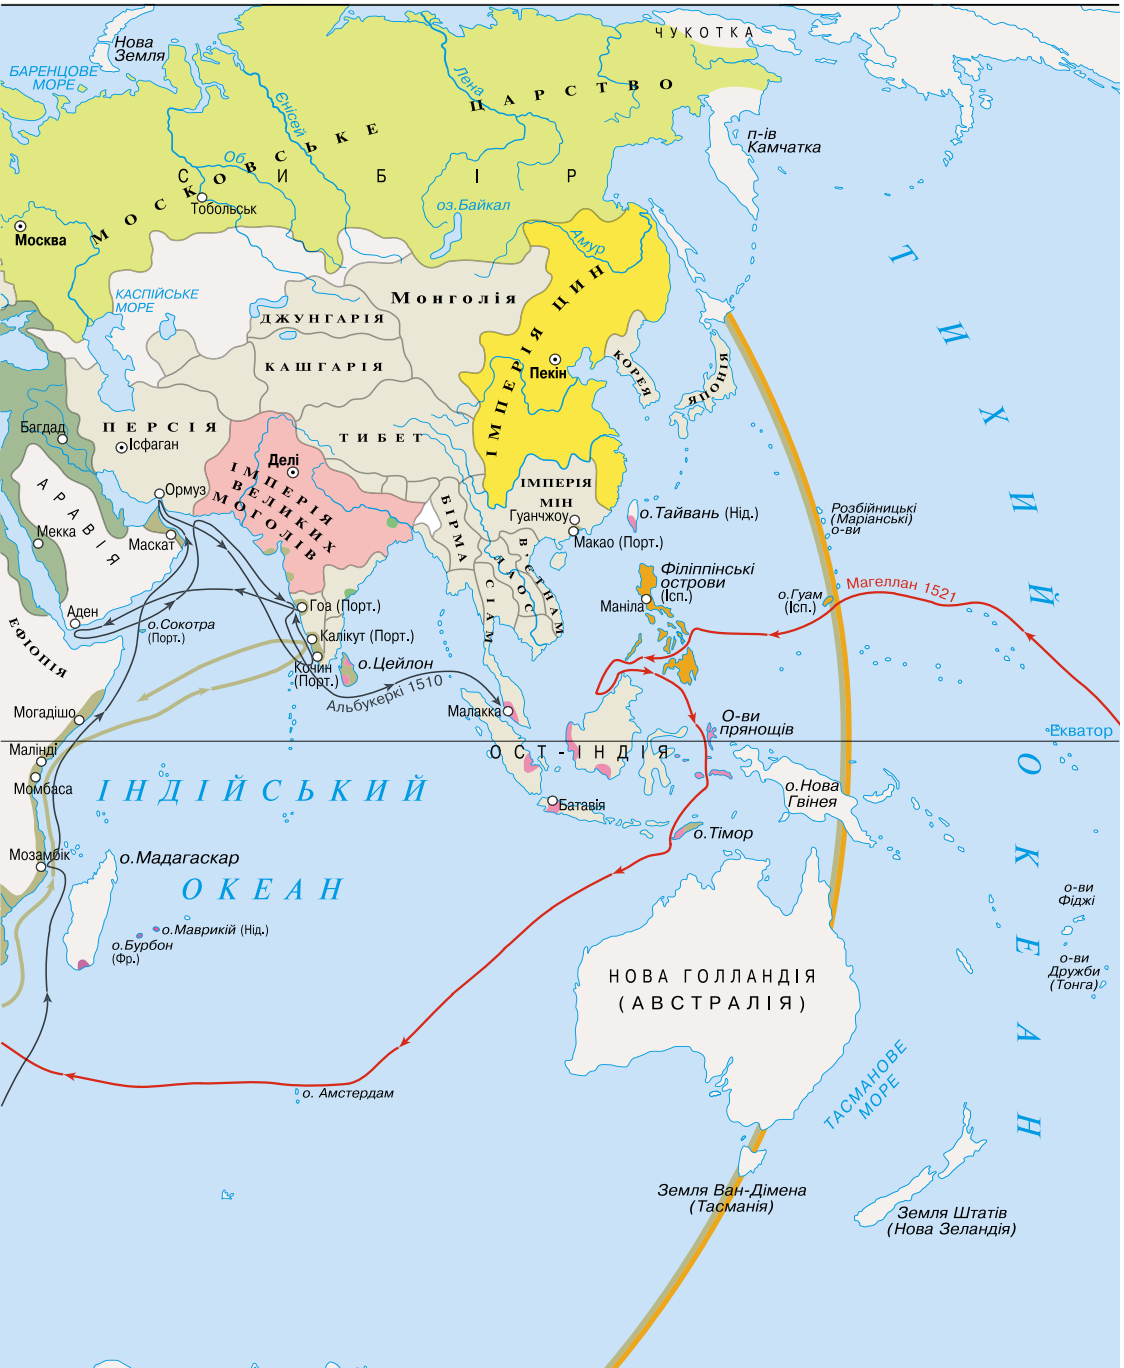 ЧУКОТКА
Нова
Земля
БАРЕНЦОВЕ
МОРЕ
Лена
Єнісей
МОСКОВСЬКЕ ЦАРСТВО
п-ів
Камчатка
Об
СИБІР
Тобольськ
оз.Байкал
Москва
Амур
ТИХИЙ ОКЕАН
КАСПІЙСЬКЕ
МОРЕ
Монголія
ІМПЕРІЯ ЦИН
ДЖУНГАРІЯ
КАШГАРІЯ
Пекін
КОРЕЯ
ЯПОНІЯ
Багдад
ПЕРСІЯ
Ісфаган
ТИБЕТ
Делі
ІМПЕРІЯ
ВЕЛИКИХ
МОГОЛІВ
АРАВІЯ
Ормуз
ІМПЕРІЯ
МІН
БІРМА
Гуанчжоу
о.Тайвань (Нід.)
Розбійницькі
(Маріанські)
о-ви
Мекка
Маскат
Макао (Порт.)
В'ЄТНАМ
ЛАОС
СІАМ
Філіппінські
острови
(Ісп.)
Магеллан 1521
о.Гуам
(Ісп.)
Маніла
Аден
Гоа (Порт.)
ЕФІОПІЯ
о.Сокотра
(Порт.)
Калікут (Порт.)
Кочин
(Порт.)
о.Цейлон
Альбукеркі 1510
Могадішо
Малакка
О-ви
прянощів
Екватор
Малінді
ОСТ-ІНДІЯ
Момбаса
ІНДІЙСЬКИЙ
о.Нова
Гвінея
Батавія
о.Тімор
Мозамбік
о.Мадагаскар
ОКЕАН
о-ви
Фіджі
о.Маврикій (Нід.)
о.Бурбон
(Фр.)
о-ви
Дружби
(Тонга)
НОВА ГОЛЛАНДІЯ
(АВСТРАЛІЯ)
ТАСМАНОВЕ
МОРЕ
о. Амстердам
Земля Ван-Дімена
(Тасманія)
Земля Штатів
(Нова Зеландія)